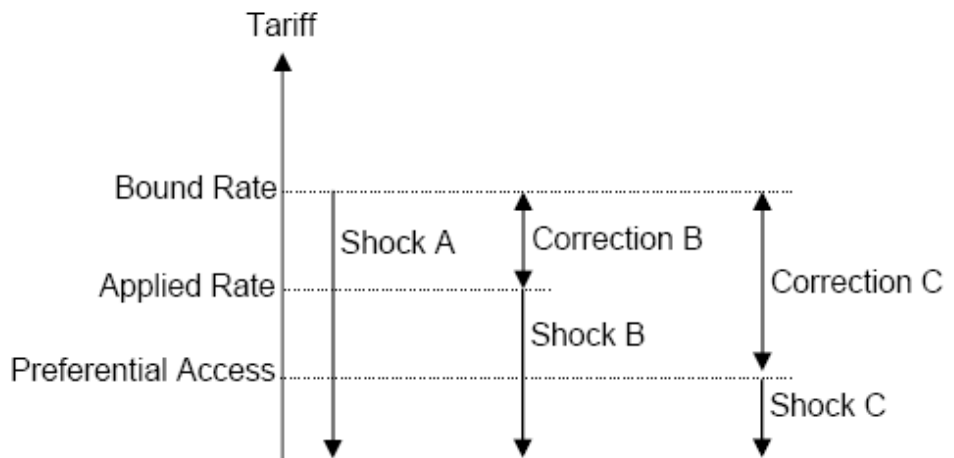 Tariff
Bound Rate
Shock A
Correction B
Applied Rate
Correction C
Shock B
Preferential Access
Shock C